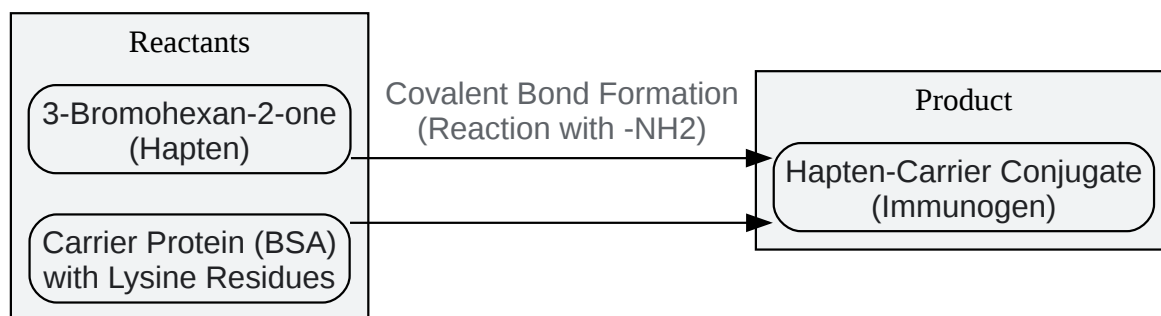 Reactants
3-Bromohexan-2-one
(Hapten)
Carrier Protein (BSA)
with Lysine Residues
Covalent Bond Formation
(Reaction with -NH2)
Product
Hapten-Carrier Conjugate
(Immunogen)